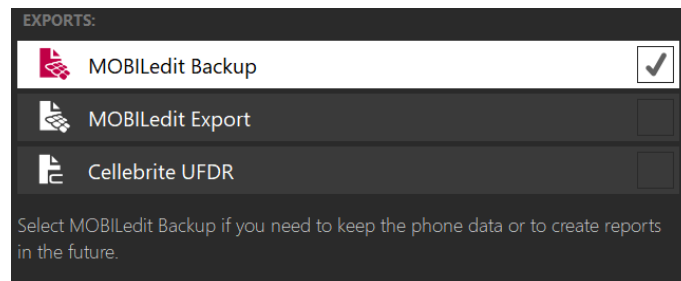 EXPORTS:
MOBILedit Backup
MOBILedit Export
Cellebrite UFDR
Select MOBILedit Backup if you need to keep the phone data or to create reports
in the future.